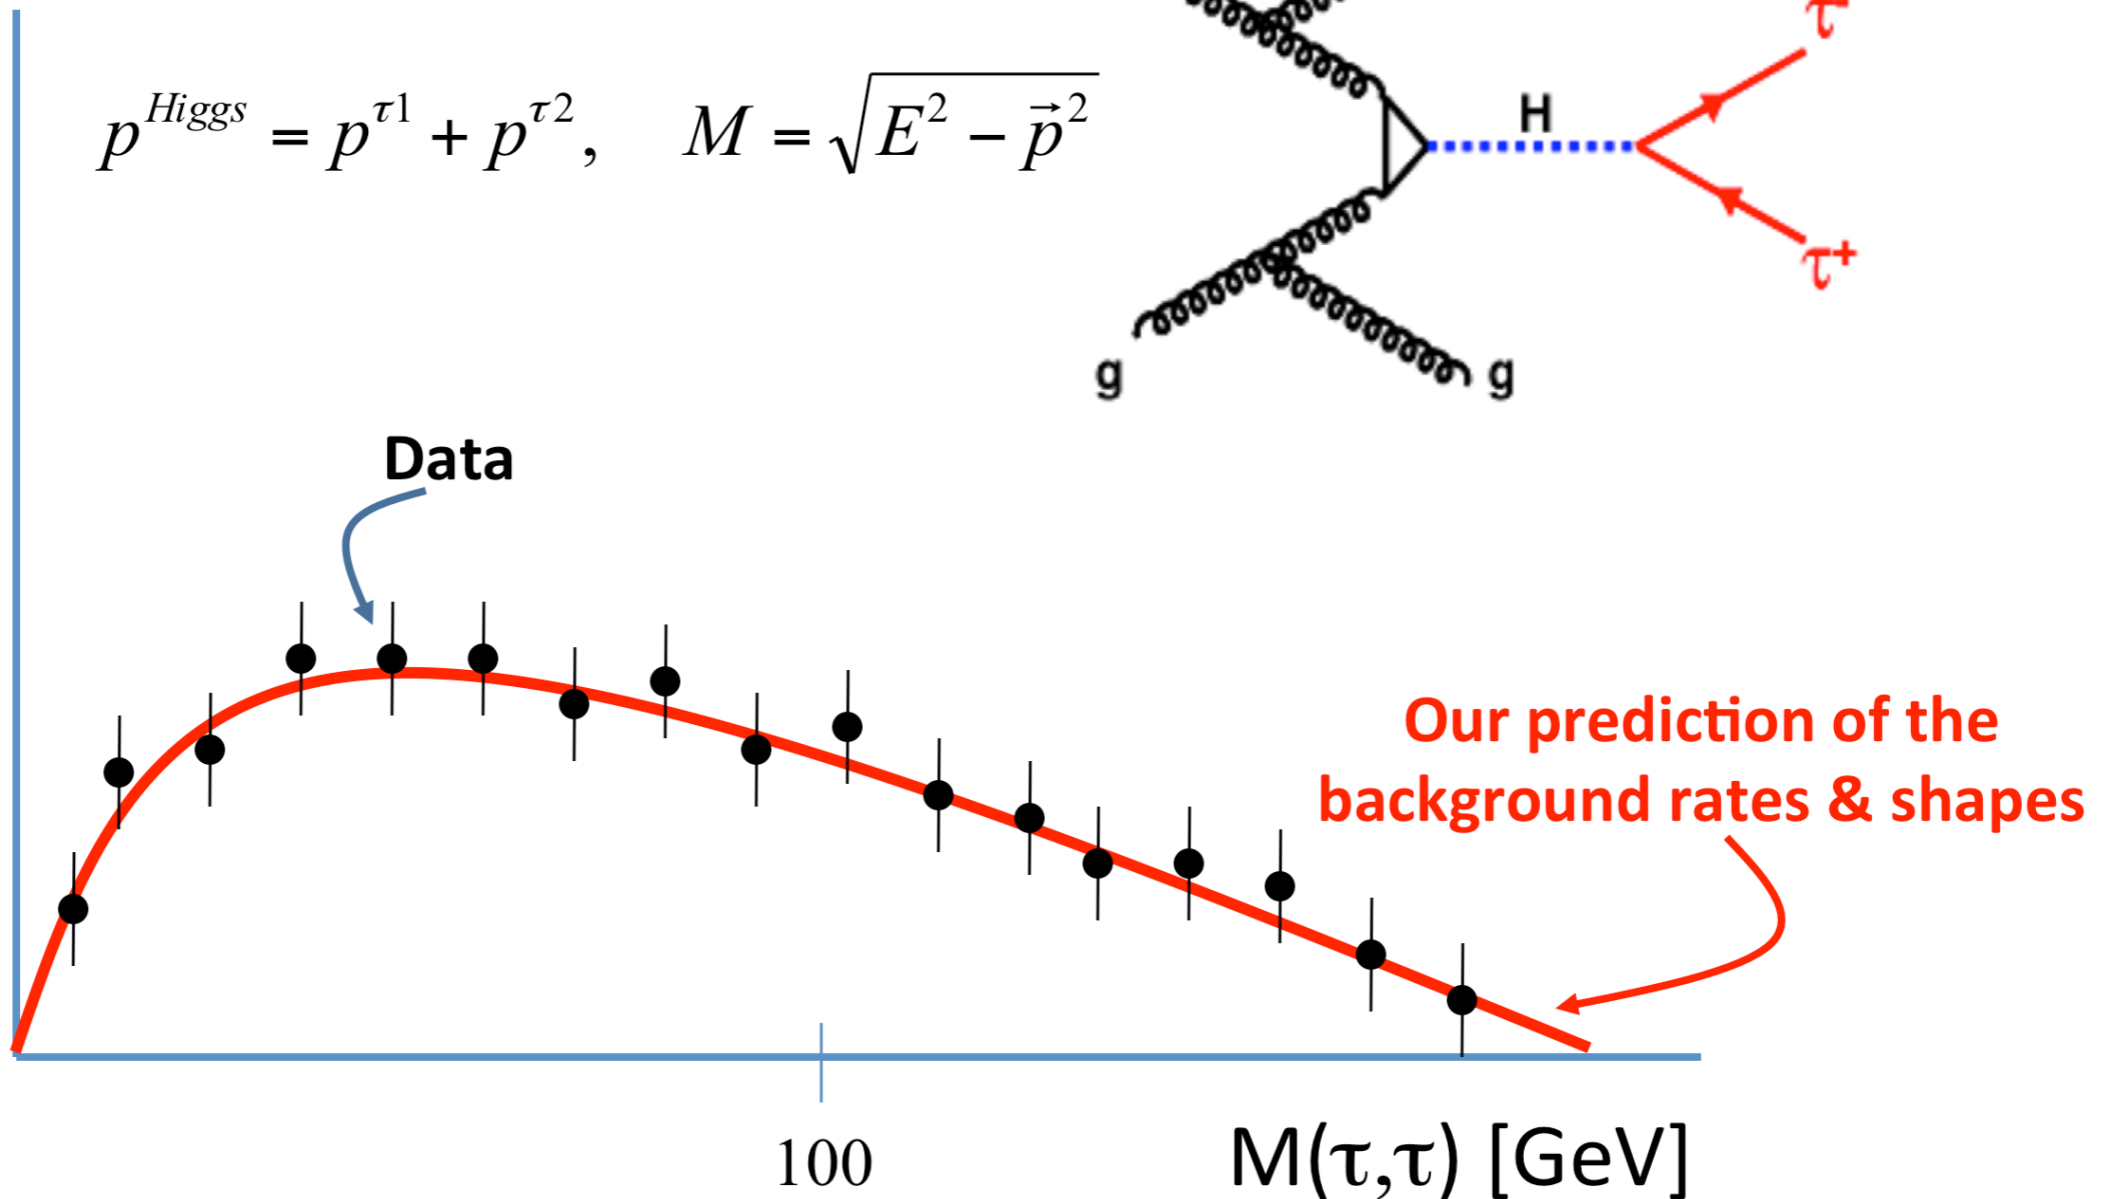 τ⁻
p^{Higgs} = p^{τ1} + p^{τ2}, M = √(E² − p⃗²)
H
τ⁺
g g
Data
Our prediction of the
background rates & shapes
100
M(τ,τ) [GeV]